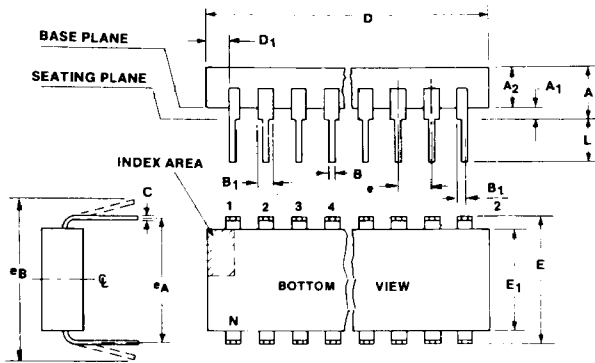 D
BASE PLANE
D1
SEATING PLANE
A2
A1
A
L
INDEX AREA
B1
B
e
B1
2
C
1 2 3 4
eB
℄
eA
BOTTOM VIEW
E1
E
N